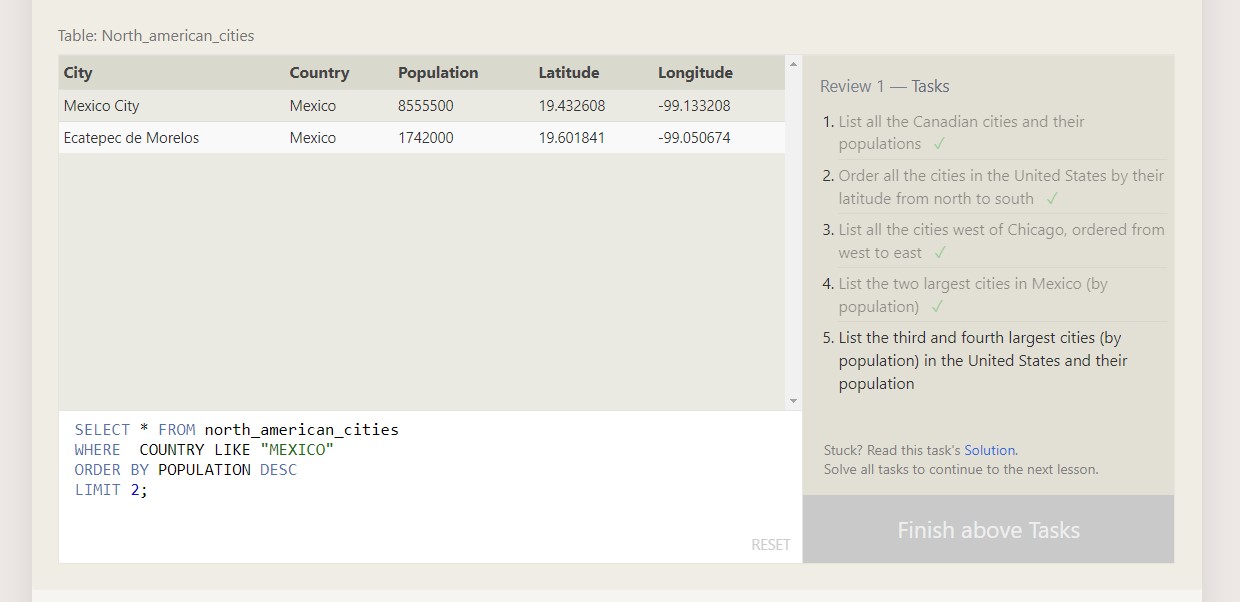 Table: North_american_cities
City Country Population Latitude Longitude
Mexico City Mexico 8555500 19.432608 -99.133208
Ecatepec de Morelos Mexico 1742000 19.601841 -99.050674
SELECT * FROM north_american_cities
WHERE  COUNTRY LIKE "MEXICO"
ORDER BY POPULATION DESC
LIMIT 2;
RESET
Review 1 — Tasks
1. List all the Canadian cities and their
populations ✓
2. Order all the cities in the United States by their
latitude from north to south ✓
3. List all the cities west of Chicago, ordered from
west to east ✓
4. List the two largest cities in Mexico (by
population) ✓
5. List the third and fourth largest cities (by
population) in the United States and their
population
Stuck? Read this task's Solution.
Solve all tasks to continue to the next lesson.
Finish above Tasks